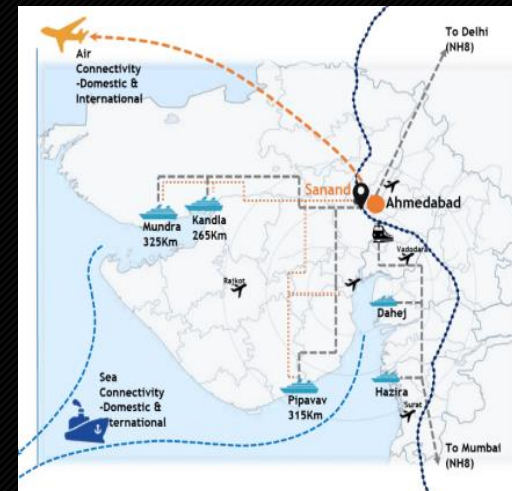 To Delhi
(NH8)
Air
Connectivity
-Domestic &
International
Sanand
Ahmedabad
Mundra
325Km
Kandla
265Km
Vadodara
Rajkot
Dahej
Sea
Connectivity
-Domestic &
International
Pipavav
315Km
Hazira
Surat
To Mumbai
(NH8)